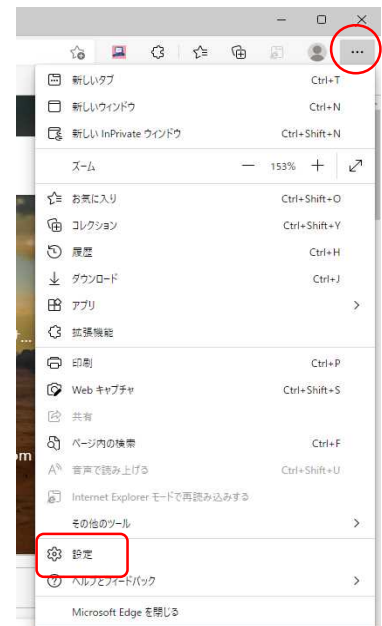 新しいタブ Ctrl+T
新しいウィンドウ Ctrl+N
新しい InPrivate ウィンドウ Ctrl+Shift+N
ズーム — 153% +
お気に入り Ctrl+Shift+O
コレクション Ctrl+Shift+Y
履歴 Ctrl+H
ダウンロード Ctrl+J
アプリ
拡張機能
印刷 Ctrl+P
Web キャプチャ Ctrl+Shift+S
共有
ページ内の検索 Ctrl+F
音声で読み上げる Ctrl+Shift+U
Internet Explorer モードで再読み込みする
その他のツール
設定
ヘルプとフィードバック
Microsoft Edge を閉じる
om